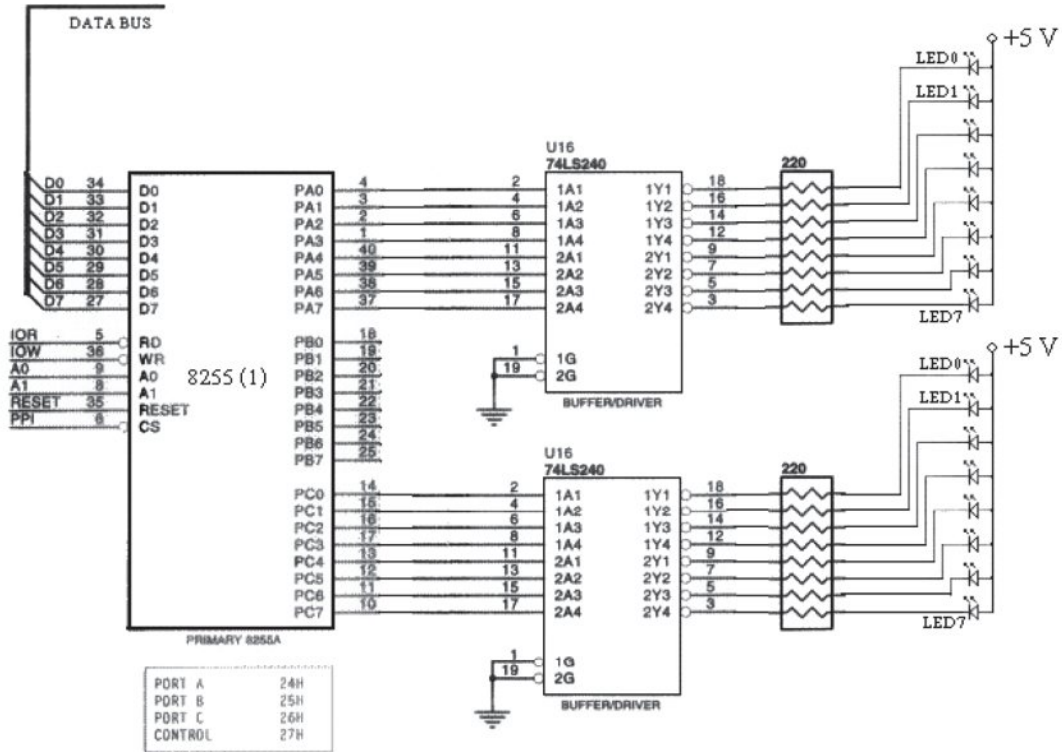 DATA BUS
+5 V
LED0
LED1
U16
74LS240
220
D0 34 D0 PA0 4 2 1A1 1Y1 18
D1 33 D1 PA1 3 4 1A2 1Y2 16
D2 32 D2 PA2 2 6 1A3 1Y3 14
D3 31 D3 PA3 1 8 1A4 1Y4 12
D4 30 D4 PA4 40 11 2A1 2Y1 9
D5 29 D5 PA5 39 13 2A2 2Y2 7
D6 28 D6 PA6 38 15 2A3 2Y3 5
D7 27 D7 PA7 37 17 2A4 2Y4 3
LED7
IOR 5 RD PB0 18
IOW 36 WR PB1 19
A0 9 A0 PB2 20
A1 8 A1 PB3 21
RESET 35 RESET PB4 22
PPI 6 CS PB5 23
PB6 24
PB7 25
8255 (1)
1 1G
19 2G
BUFFER/DRIVER
+5 V
LED0
LED1
U16
74LS240
220
PC0 14 2 1A1 1Y1 18
PC1 15 4 1A2 1Y2 16
PC2 16 6 1A3 1Y3 14
PC3 17 8 1A4 1Y4 12
PC4 13 11 2A1 2Y1 9
PC5 12 13 2A2 2Y2 7
PC6 11 15 2A3 2Y3 5
PC7 10 17 2A4 2Y4 3
LED7
PRIMARY 8255A
1 1G
19 2G
BUFFER/DRIVER
PORT A 24H
PORT B 25H
PORT C 26H
CONTROL 27H